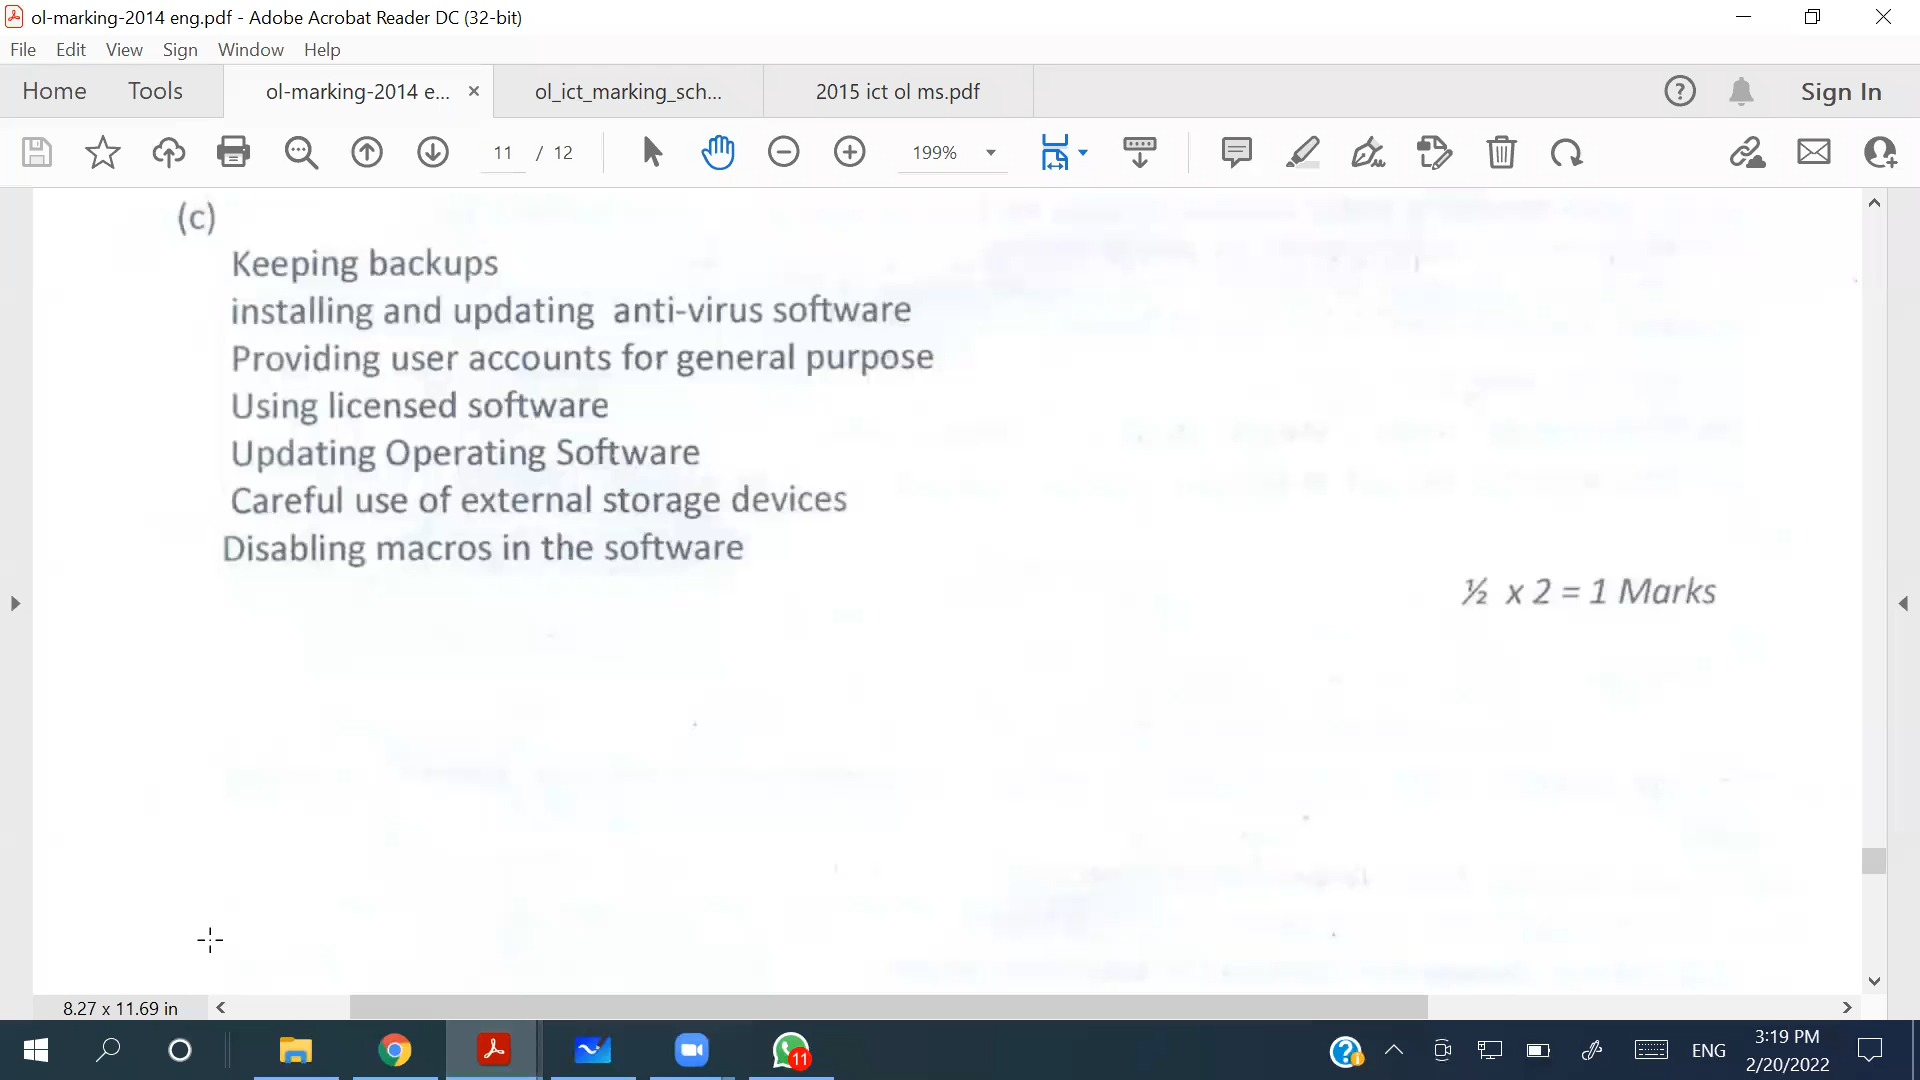 ol-marking-2014 eng.pdf - Adobe Acrobat Reader DC (32-bit)
File Edit View Sign Window Help
Home Tools ol-marking-2014 e... × ol_ict_marking_sch... 2015 ict ol ms.pdf Sign In
11 / 12 199%
(c)
Keeping backups
installing and updating anti-virus software
Providing user accounts for general purpose
Using licensed software
Updating Operating Software
Careful use of external storage devices
Disabling macros in the software
½ x 2 = 1 Marks
8.27 x 11.69 in
11
ENG
3:19 PM
2/20/2022